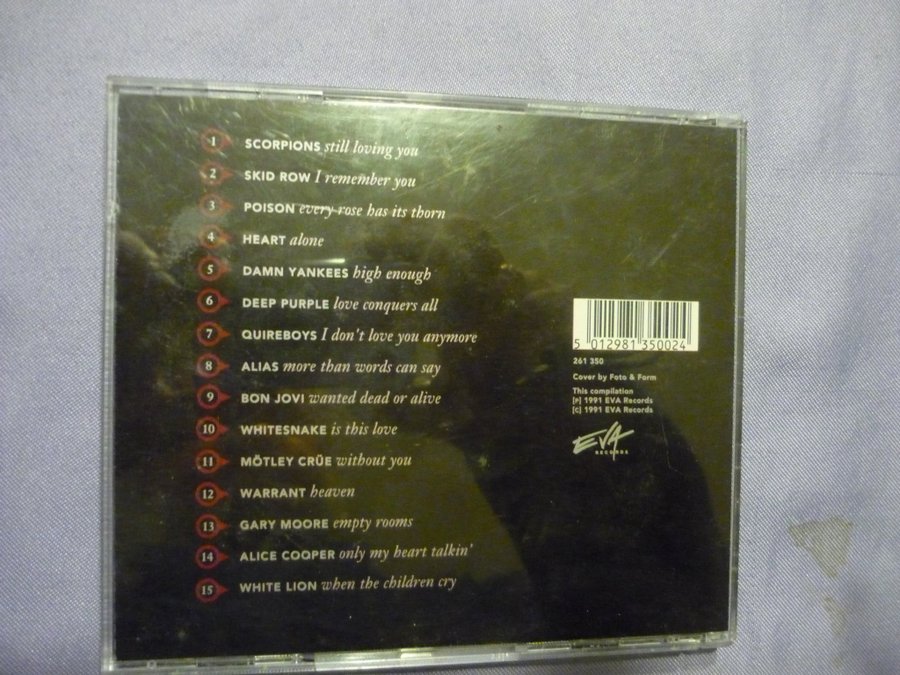 1 SCORPIONS still loving you
2 SKID ROW I remember you
3 POISON every rose has its thorn
4 HEART alone
5 DAMN YANKEES high enough
6 DEEP PURPLE love conquers all
7 QUIREBOYS I don't love you anymore
8 ALIAS more than words can say
9 BON JOVI wanted dead or alive
10 WHITESNAKE is this love
11 MÖTLEY CRÜE without you
12 WARRANT heaven
13 GARY MOORE empty rooms
14 ALICE COOPER only my heart talkin'
15 WHITE LION when the children cry
5 012981 350024
261 350
Cover by Foto & Form
This compilation
[P] 1991 EVA Records
[C] 1991 EVA Records
EVA
RECORDS